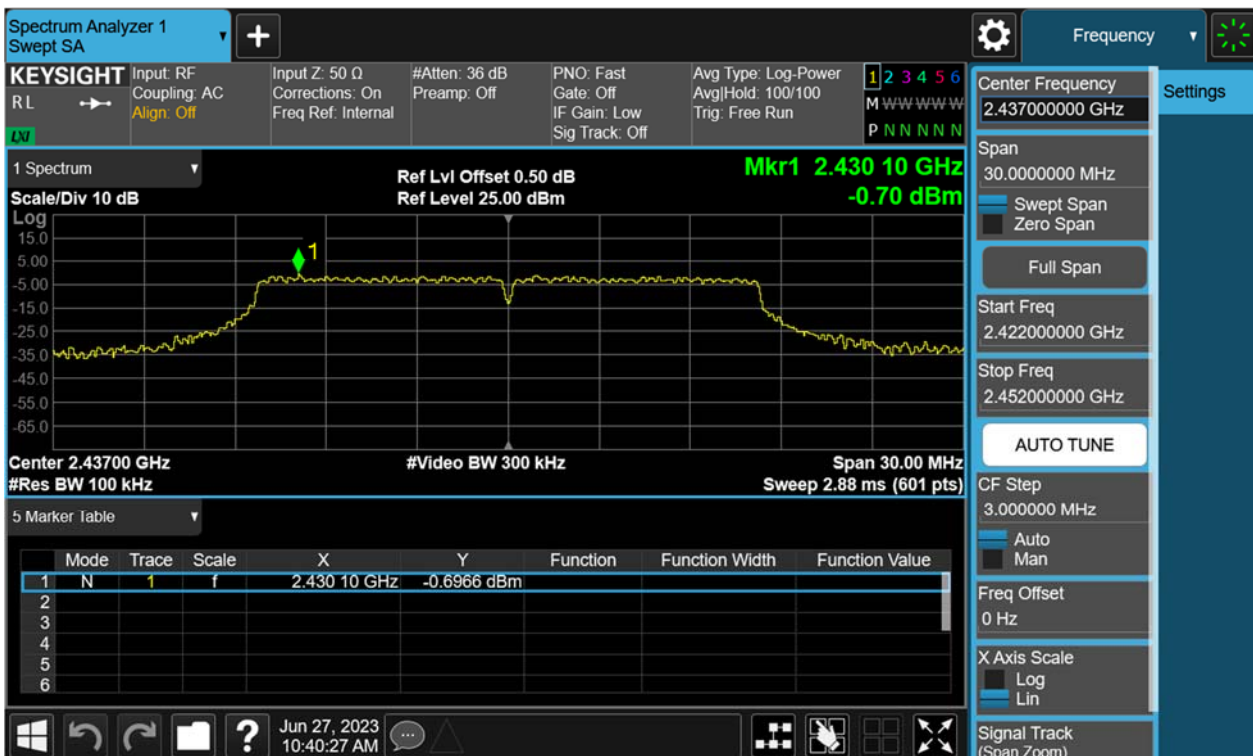 Spectrum Analyzer 1
Swept SA
+
Frequency
KEYSIGHT
R L
LXI
Input: RF
Coupling: AC
Align: Off
Input Z: 50 Ω
Corrections: On
Freq Ref: Internal
#Atten: 36 dB
Preamp: Off
PNO: Fast
Gate: Off
IF Gain: Low
Sig Track: Off
Avg Type: Log-Power
Avg|Hold: 100/100
Trig: Free Run
1 2 3 4 5 6
M W W W W W
P N N N N N
1 Spectrum
Scale/Div 10 dB
Ref Lvl Offset 0.50 dB
Ref Level 25.00 dBm
Mkr1 2.430 10 GHz
-0.70 dBm
Log
15.0
5.00
-5.00
-15.0
-25.0
-35.0
-45.0
-55.0
-65.0
1
Center 2.43700 GHz
#Video BW 300 kHz
Span 30.00 MHz
#Res BW 100 kHz
Sweep 2.88 ms (601 pts)
5 Marker Table
Mode Trace Scale X Y Function Function Width Function Value
1 N 1 f 2.430 10 GHz -0.6966 dBm
2
3
4
5
6
?
Jun 27, 2023
10:40:27 AM
Center Frequency
2.437000000 GHz
Settings
Span
30.0000000 MHz
Swept Span
Zero Span
Full Span
Start Freq
2.422000000 GHz
Stop Freq
2.452000000 GHz
AUTO TUNE
CF Step
3.000000 MHz
Auto
Man
Freq Offset
0 Hz
X Axis Scale
Log
Lin
Signal Track
(Span Zoom)